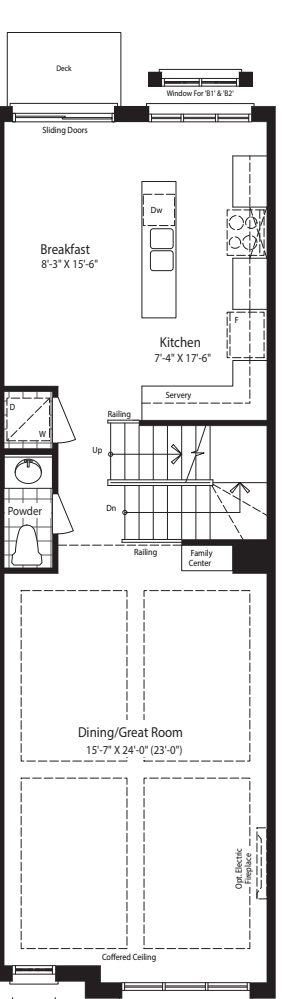 Deck
Window For 'B1' & 'B2'
Sliding Doors
Dw
Breakfast
8'-3" X 15'-6"
F
Kitchen
7'-4" X 17'-6"
Servery
D
W
Railing
Up
Dn
Powder
Railing
Family
Center
Dining/Great Room
15'-7" X 24'-0" (23'-0")
Opt. Electric
Fireplace
Coffered Ceiling